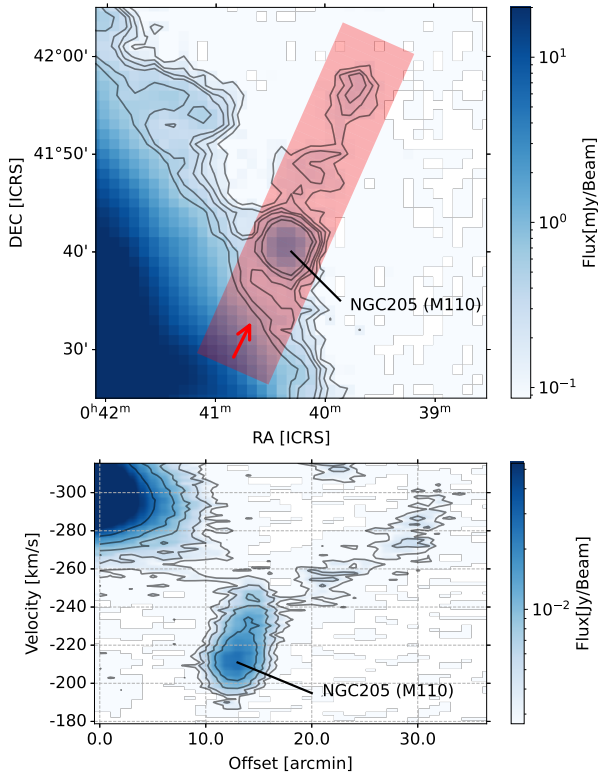 42°00'
41°50'
40'
30'
DEC [ICRS]
NGC205 (M110)
0ʰ42ᵐ 41ᵐ 40ᵐ 39ᵐ
RA [ICRS]
10¹
10⁰
10⁻¹
Flux[mJy/Beam]
-300
-280
-260
-240
-220
-200
-180
Velocity [km/s]
NGC205 (M110)
0.0 10.0 20.0 30.0
Offset [arcmin]
10⁻²
Flux[Jy/Beam]